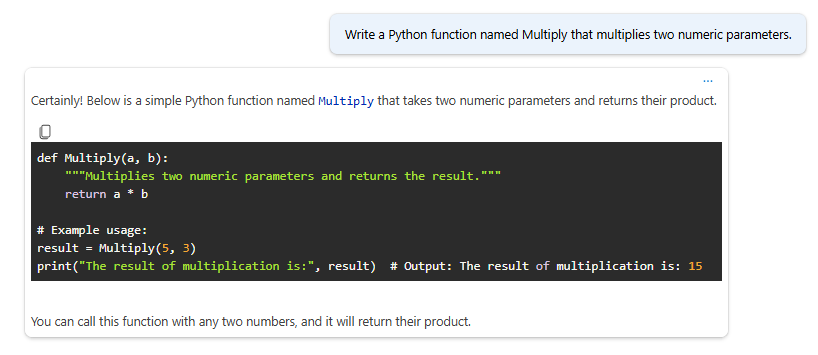 Write a Python function named Multiply that multiplies two numeric parameters.
...
Certainly! Below is a simple Python function named Multiply that takes two numeric parameters and returns their product.
def Multiply(a, b):
    """Multiplies two numeric parameters and returns the result."""
    return a * b

# Example usage:
result = Multiply(5, 3)
print("The result of multiplication is:", result)  # Output: The result of multiplication is: 15
You can call this function with any two numbers, and it will return their product.